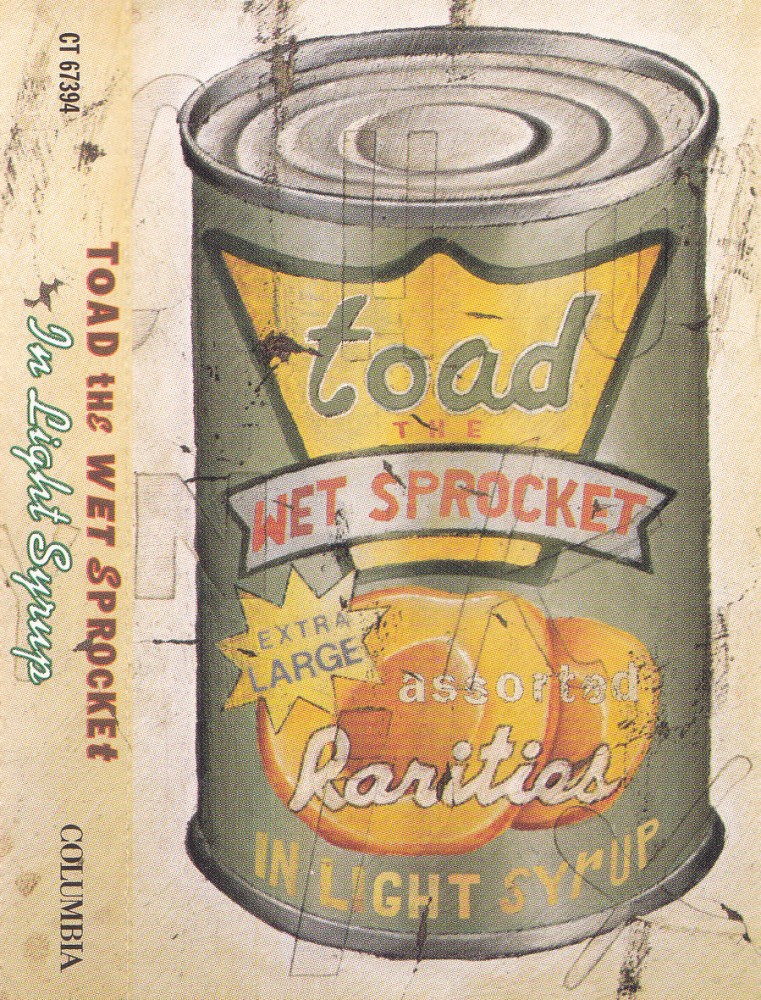 CT 67394
TOAD tHE WET SPROCKEt
In Light Syrup
COLUMBIA
toad
THE
WET SPROCKET
EXTRA
LARGE
assorted
Rarities
IN LIGHT SYrUP